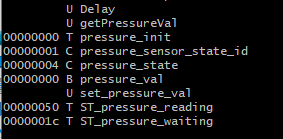 U Delay
U getPressureVal
00000000 T pressure_init
00000001 C pressure_sensor_state_id
00000004 C pressure_state
00000000 B pressure_val
U set_pressure_val
00000050 T ST_pressure_reading
0000001c T ST_pressure_waiting